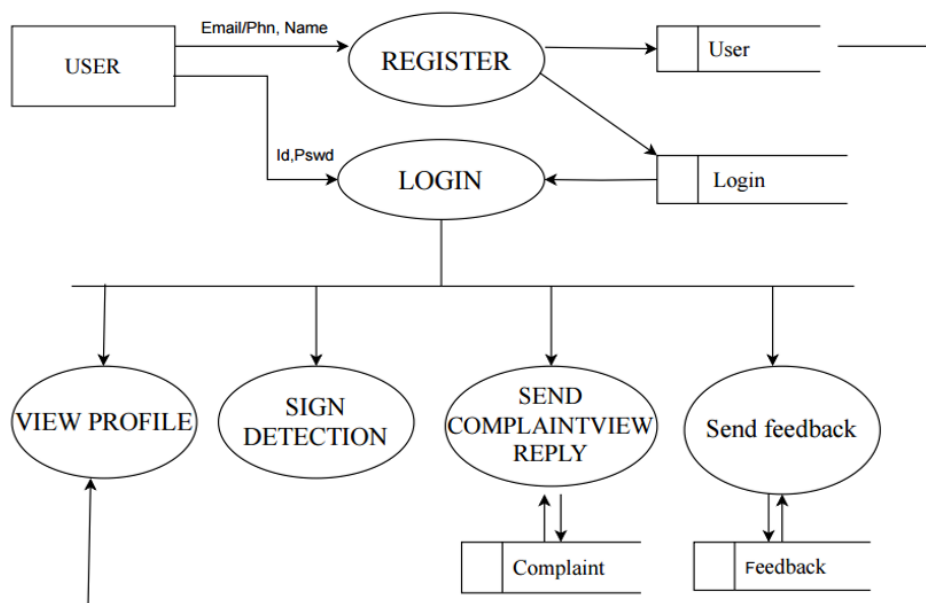 Email/Phn, Name
USER
REGISTER
User
Id,Pswd
LOGIN
Login
VIEW PROFILE
SIGN
DETECTION
SEND
COMPLAINTVIEW
REPLY
Send feedback
Complaint
Feedback